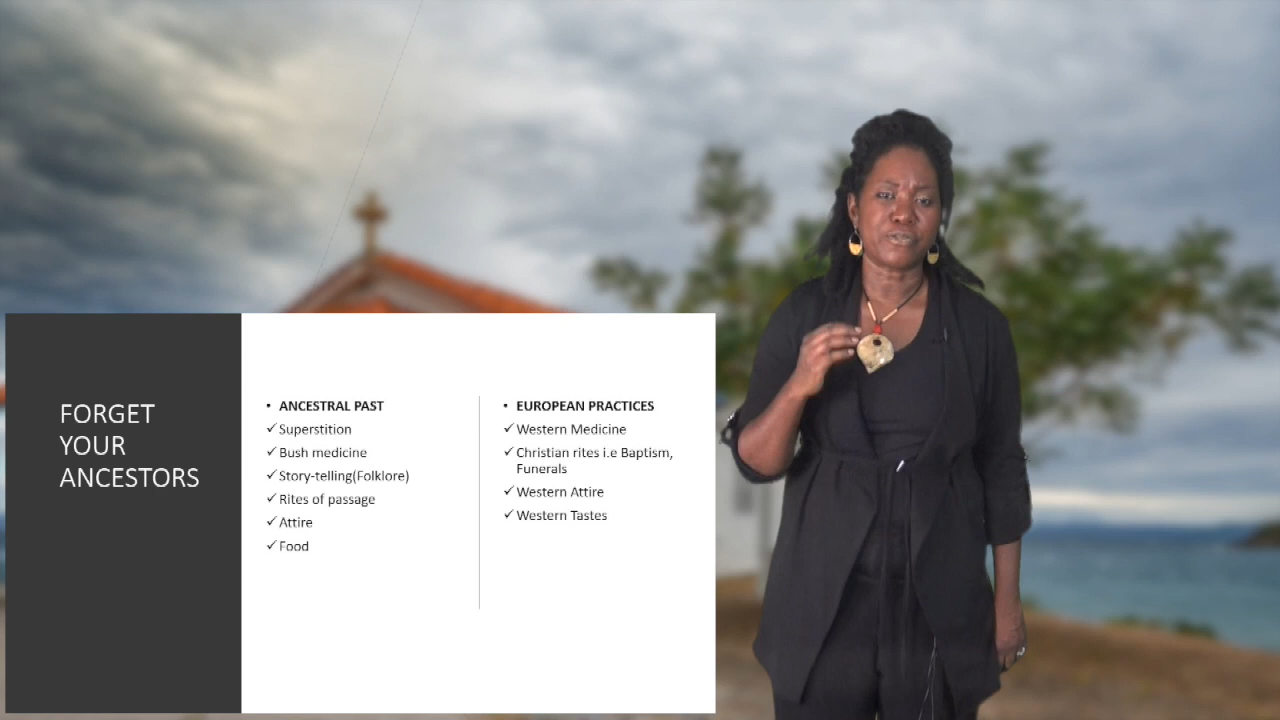 FORGET
YOUR
ANCESTORS
• ANCESTRAL PAST
✓ Superstition
✓ Bush medicine
✓ Story-telling(Folklore)
✓ Rites of passage
✓ Attire
✓ Food
• EUROPEAN PRACTICES
✓ Western Medicine
✓ Christian rites i.e Baptism,
Funerals
✓ Western Attire
✓ Western Tastes